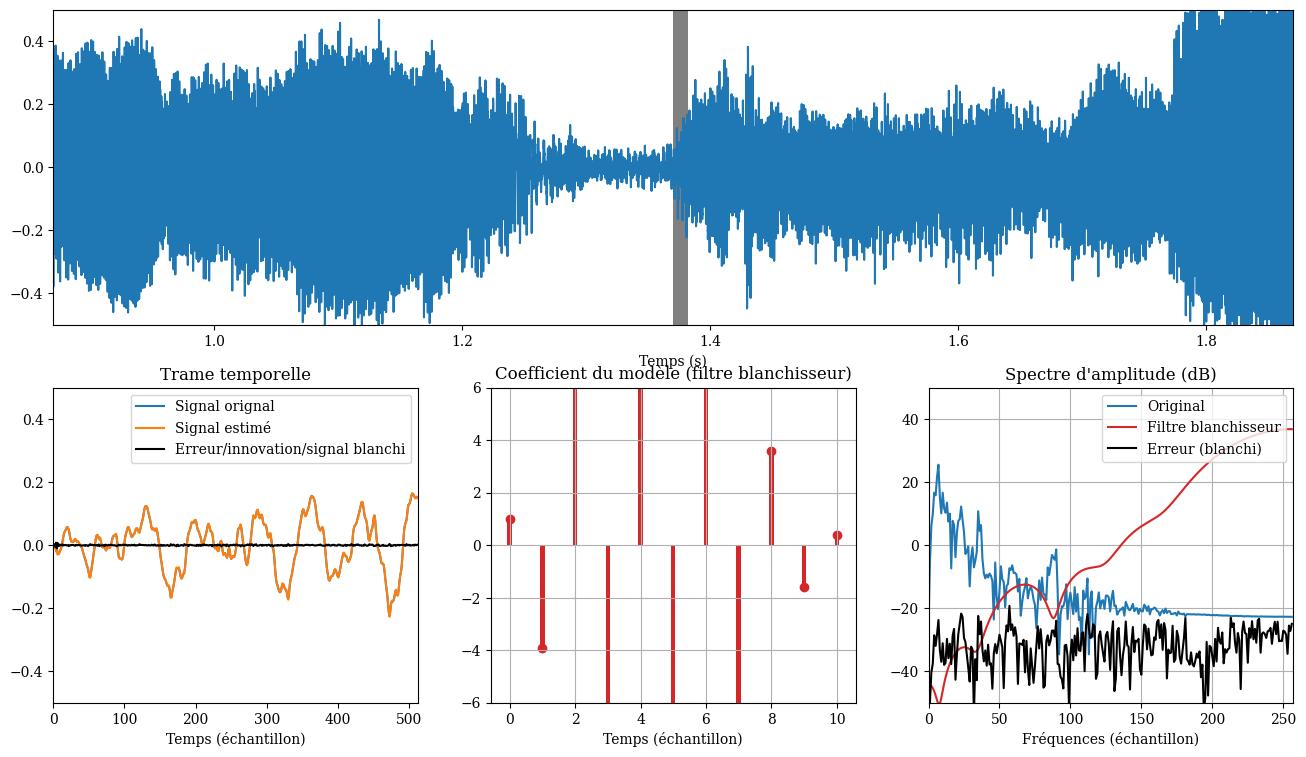 0.4
0.2
0.0
−0.2
−0.4
1.0 1.2 1.4 1.6 1.8
Temps (s)
Trame temporelle
0.4
0.2
0.0
−0.2
−0.4
Signal orignal
Signal estimé
Erreur/innovation/signal blanchi
0 100 200 300 400 500
Temps (échantillon)
Coefficient du modèle (filtre blanchisseur)
6
4
2
0
−2
−4
−6
0 2 4 6 8 10
Temps (échantillon)
Spectre d'amplitude (dB)
40
20
0
−20
−40
Original
Filtre blanchisseur
Erreur (blanchi)
0 50 100 150 200 250
Fréquences (échantillon)